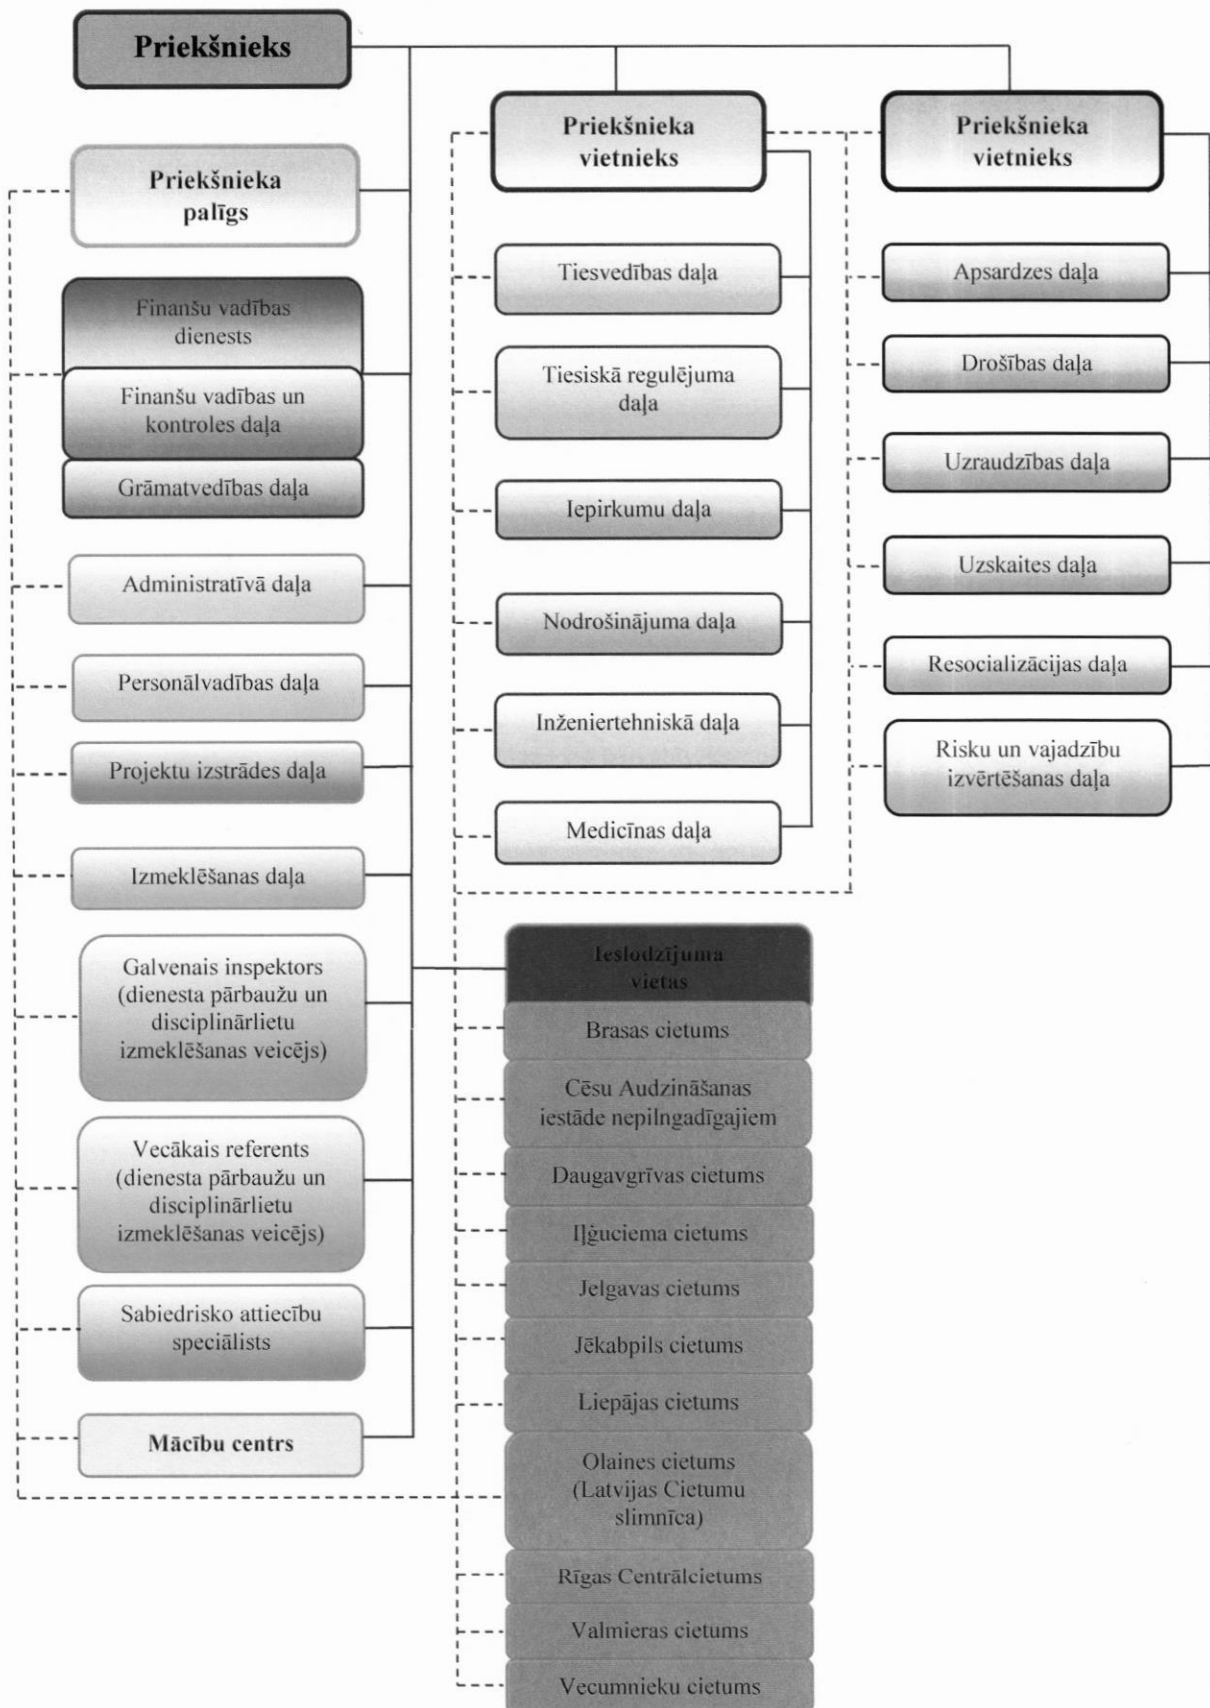 Priekšnieks
Priekšnieka
palīgs
Finanšu vadības
dienests
Finanšu vadības un
kontroles daļa
Grāmatvedības daļa
Administratīvā daļa
Personālvadības daļa
Projektu izstrādes daļa
Izmeklēšanas daļa
Galvenais inspektors
(dienesta pārbaužu un
disciplinārlietu
izmeklēšanas veicējs)
Vecākais referents
(dienesta pārbaužu un
disciplinārlietu
izmeklēšanas veicējs)
Sabiedrisko attiecību
speciālists
Mācību centrs
Priekšnieka
vietnieks
Tiesvedības daļa
Tiesiskā regulējuma
daļa
Iepirkumu daļa
Nodrošinājuma daļa
Inženiertehniskā daļa
Medicīnas daļa
Priekšnieka
vietnieks
Apsardzes daļa
Drošības daļa
Uzraudzības daļa
Uzskaites daļa
Resocializācijas daļa
Risku un vajadzību
izvērtēšanas daļa
Ieslodzījuma
vietas
Brasas cietums
Cēsu Audzināšanas
iestāde nepilngadīgajiem
Daugavgrīvas cietums
Iļģuciema cietums
Jelgavas cietums
Jēkabpils cietums
Liepājas cietums
Olaines cietums
(Latvijas Cietumu
slimnīca)
Rīgas Centrālcietums
Valmieras cietums
Vecumnieku cietums